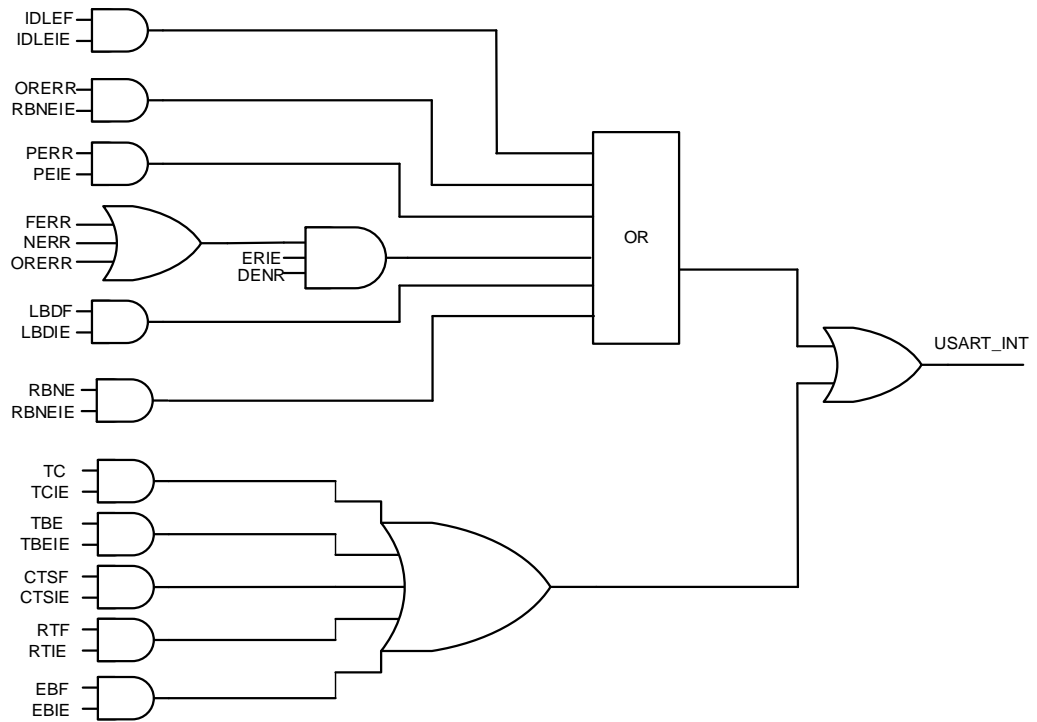 IDLEF
IDLEIE
ORERR
RBNEIE
PERR
PEIE
FERR
NERR
ORERR
ERIE
DENR
LBDF
LBDIE
RBNE
RBNEIE
OR
USART_INT
TC
TCIE
TBE
TBEIE
CTSF
CTSIE
RTF
RTIE
EBF
EBIE